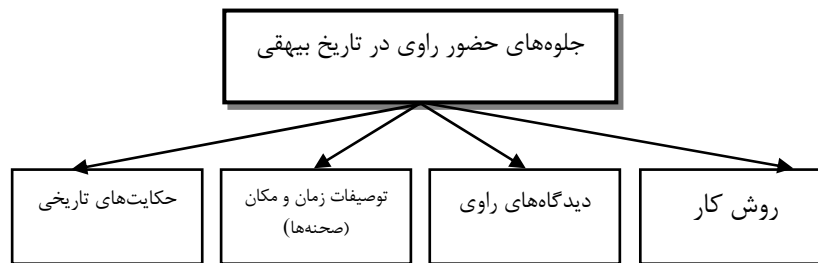 جلوه‌های حضور راوی در تاریخ بیهقی
روش کار
دیدگاه‌های راوی
توصیفات زمان و مکان
(صحنه‌ها)
حکایت‌های تاریخی